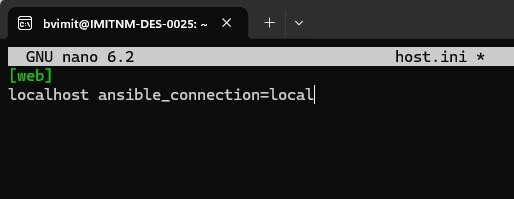 bvimit@IMITNM-DES-0025: ~
GNU nano 6.2 host.ini *
[web]
localhost ansible_connection=local